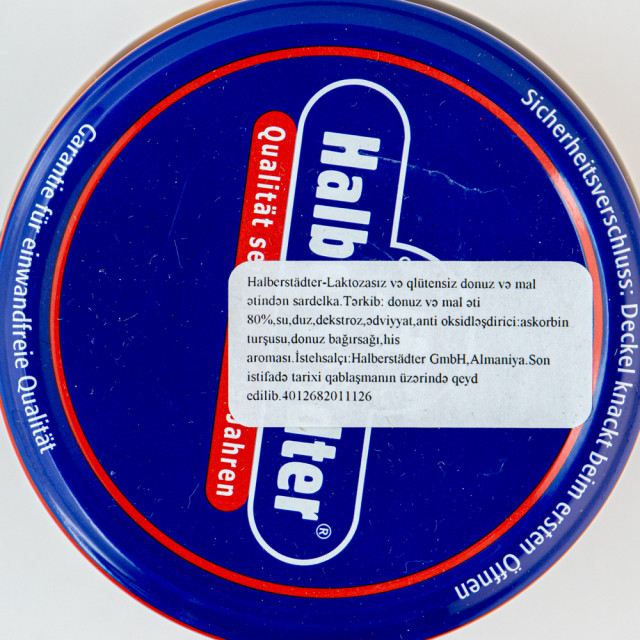 Garantie für einwandfreie Qualität
Sicherheitsverschluss: Deckel knackt beim ersten Öffnen
Qualität se
ahren
Halb
dter®
Halberstädter-Laktozasız və qlütensiz donuz və mal
ətindən sardelka.Tərkib: donuz və mal əti
80%,su,duz,dekstroz,ədviyyat,anti oksidləşdirici:askorbin
turşusu,donuz bağırsağı,his
aroması.İstehsalçı:Halberstädter GmbH,Almaniya.Son
istifadə tarixi qablaşmanın üzərində qeyd
edilib.4012682011126